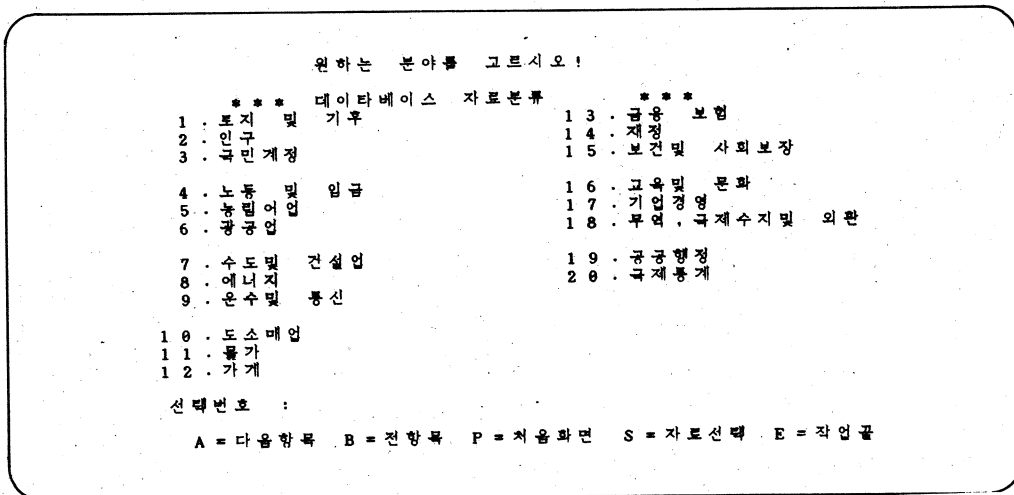 원하는 분야를 고르시오!
*** 데이타베이스 자료분류 ***
1. 토지 및 기후
2. 인구
3. 국민계정
4. 노동 및 임금
5. 농림어업
6. 광공업
7. 수도및 건설업
8. 에너지
9. 운수및 통신
10. 도소매업
11. 물가
12. 가계
13. 금융 보험
14. 재정
15. 보건및 사회보장
16. 교육및 문화
17. 기업경영
18. 무역, 국제수지및 외환
19. 공공행정
20. 국제통계
선택번호 :
A=다음항목 B=전항목 P=처음화면 S=자료선택 E=작업끝